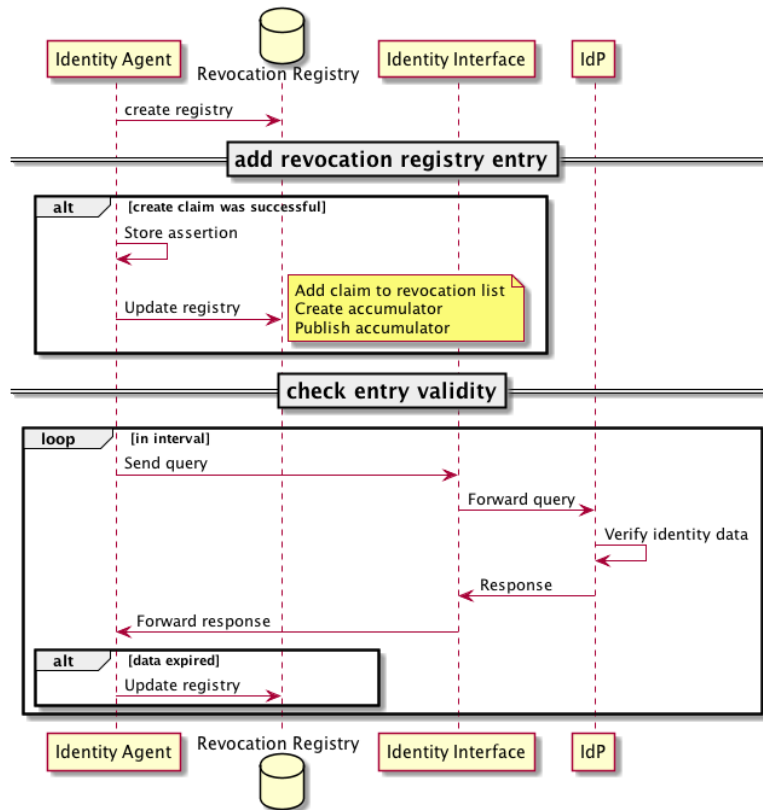 Identity Agent
Revocation Registry
Identity Interface
IdP
create registry
add revocation registry entry
alt
[create claim was successful]
Store assertion
Update registry
Add claim to revocation list
Create accumulator
Publish accumulator
check entry validity
loop
[in interval]
Send query
Forward query
Verify identity data
Response
Forward response
alt
[data expired]
Update registry
Identity Agent
Revocation Registry
Identity Interface
IdP